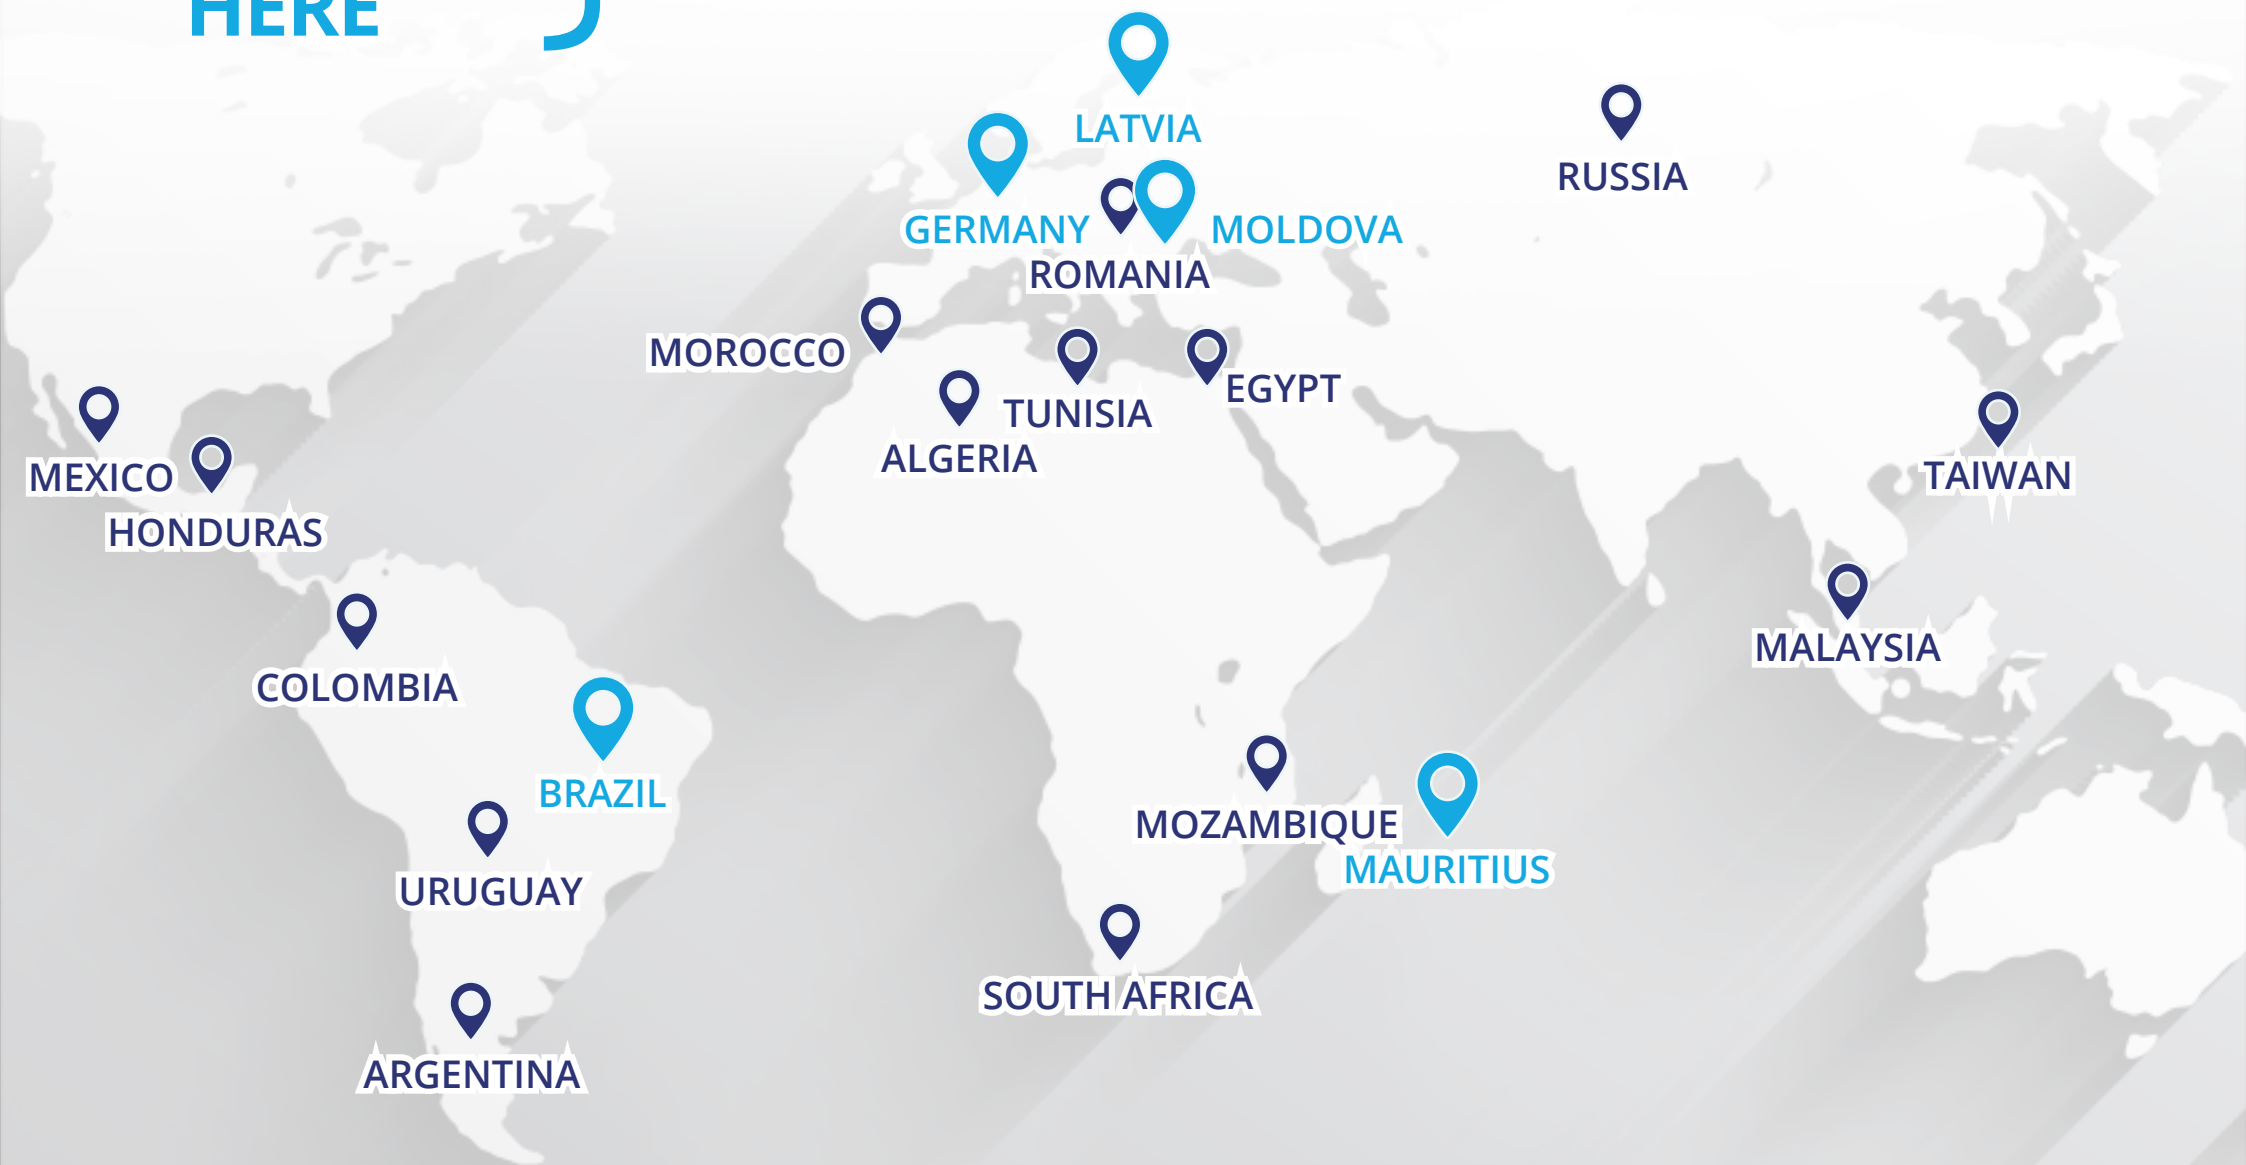 HERE
LATVIA
RUSSIA
GERMANY
MOLDOVA
ROMANIA
MOROCCO
EGYPT
TUNISIA
ALGERIA
MEXICO
TAIWAN
HONDURAS
MALAYSIA
COLOMBIA
BRAZIL
MOZAMBIQUE
MAURITIUS
URUGUAY
SOUTH AFRICA
ARGENTINA